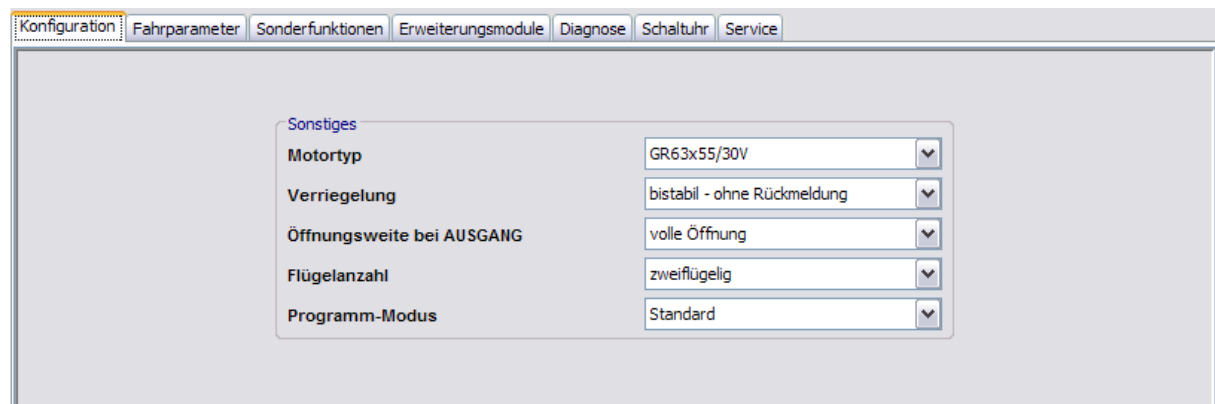 Konfiguration Fahrparameter Sonderfunktionen Erweiterungsmodule Diagnose Schaltuhr Service
Sonstiges
Motortyp GR63x55/30V
Verriegelung bistabil - ohne Rückmeldung
Öffnungsweite bei AUSGANG volle Öffnung
Flügelanzahl zweiflügelig
Programm-Modus Standard